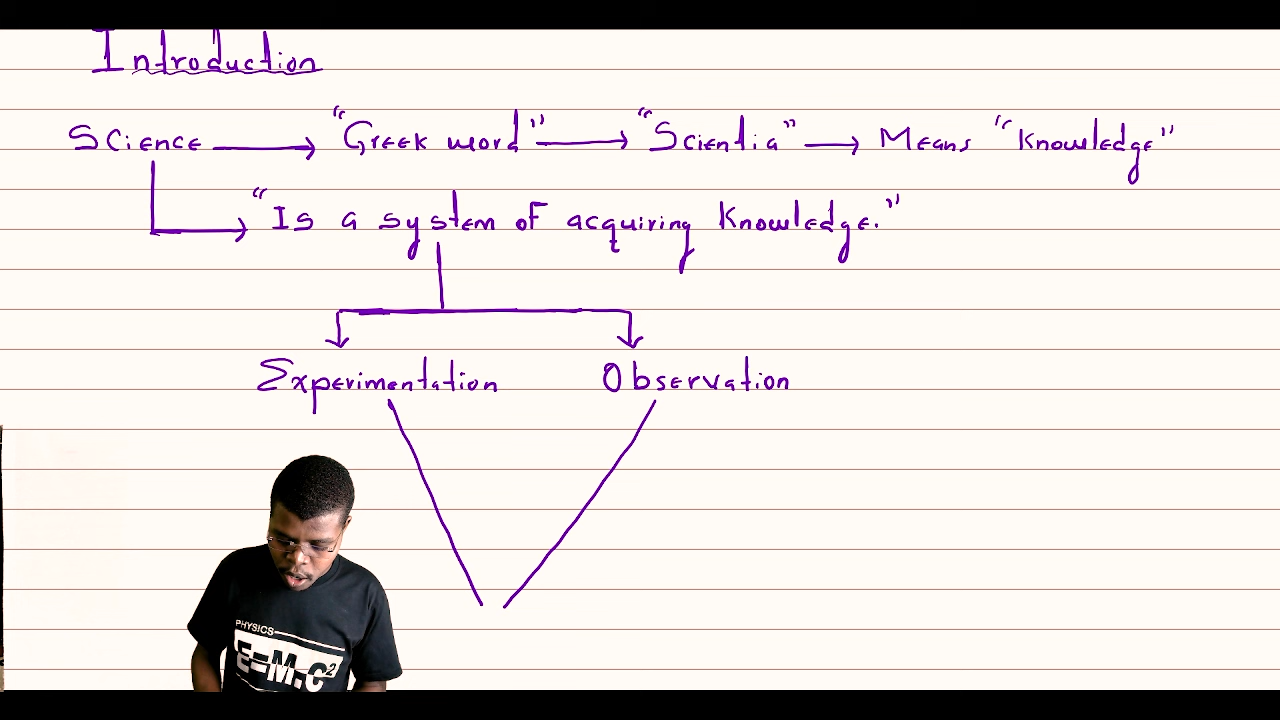 Introduction
Science → "Greek word" → "Scientia" → Means "Knowledge"
"Is a system of acquiring Knowledge."
Experimentation Observation
PHYSICS
E=M.C²